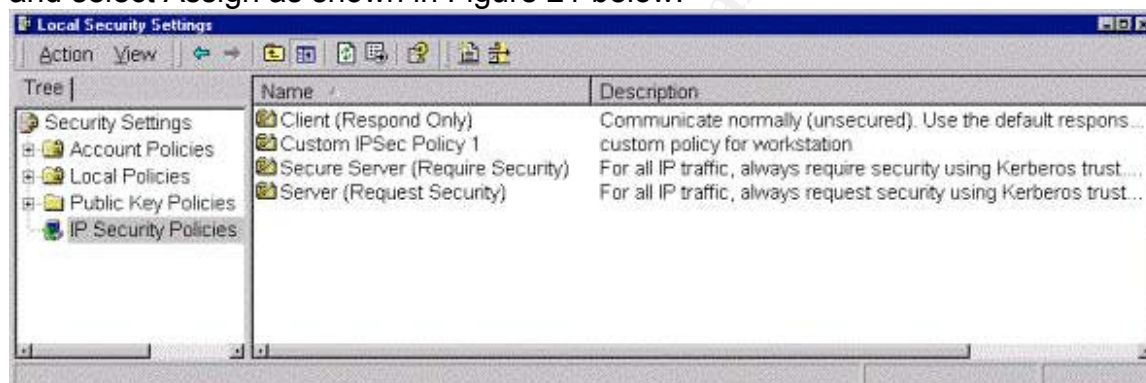 and select Assign as shown in Figure 21 below.
Local Security Settings
Action View
Tree
Name Description
Security Settings
Account Policies
Local Policies
Public Key Policies
IP Security Policies
Client (Respond Only) Communicate normally (unsecured). Use the default respons...
Custom IPSec Policy 1 custom policy for workstation
Secure Server (Require Security) For all IP traffic, always require security using Kerberos trust....
Server (Request Security) For all IP traffic, always request security using Kerberos trust...